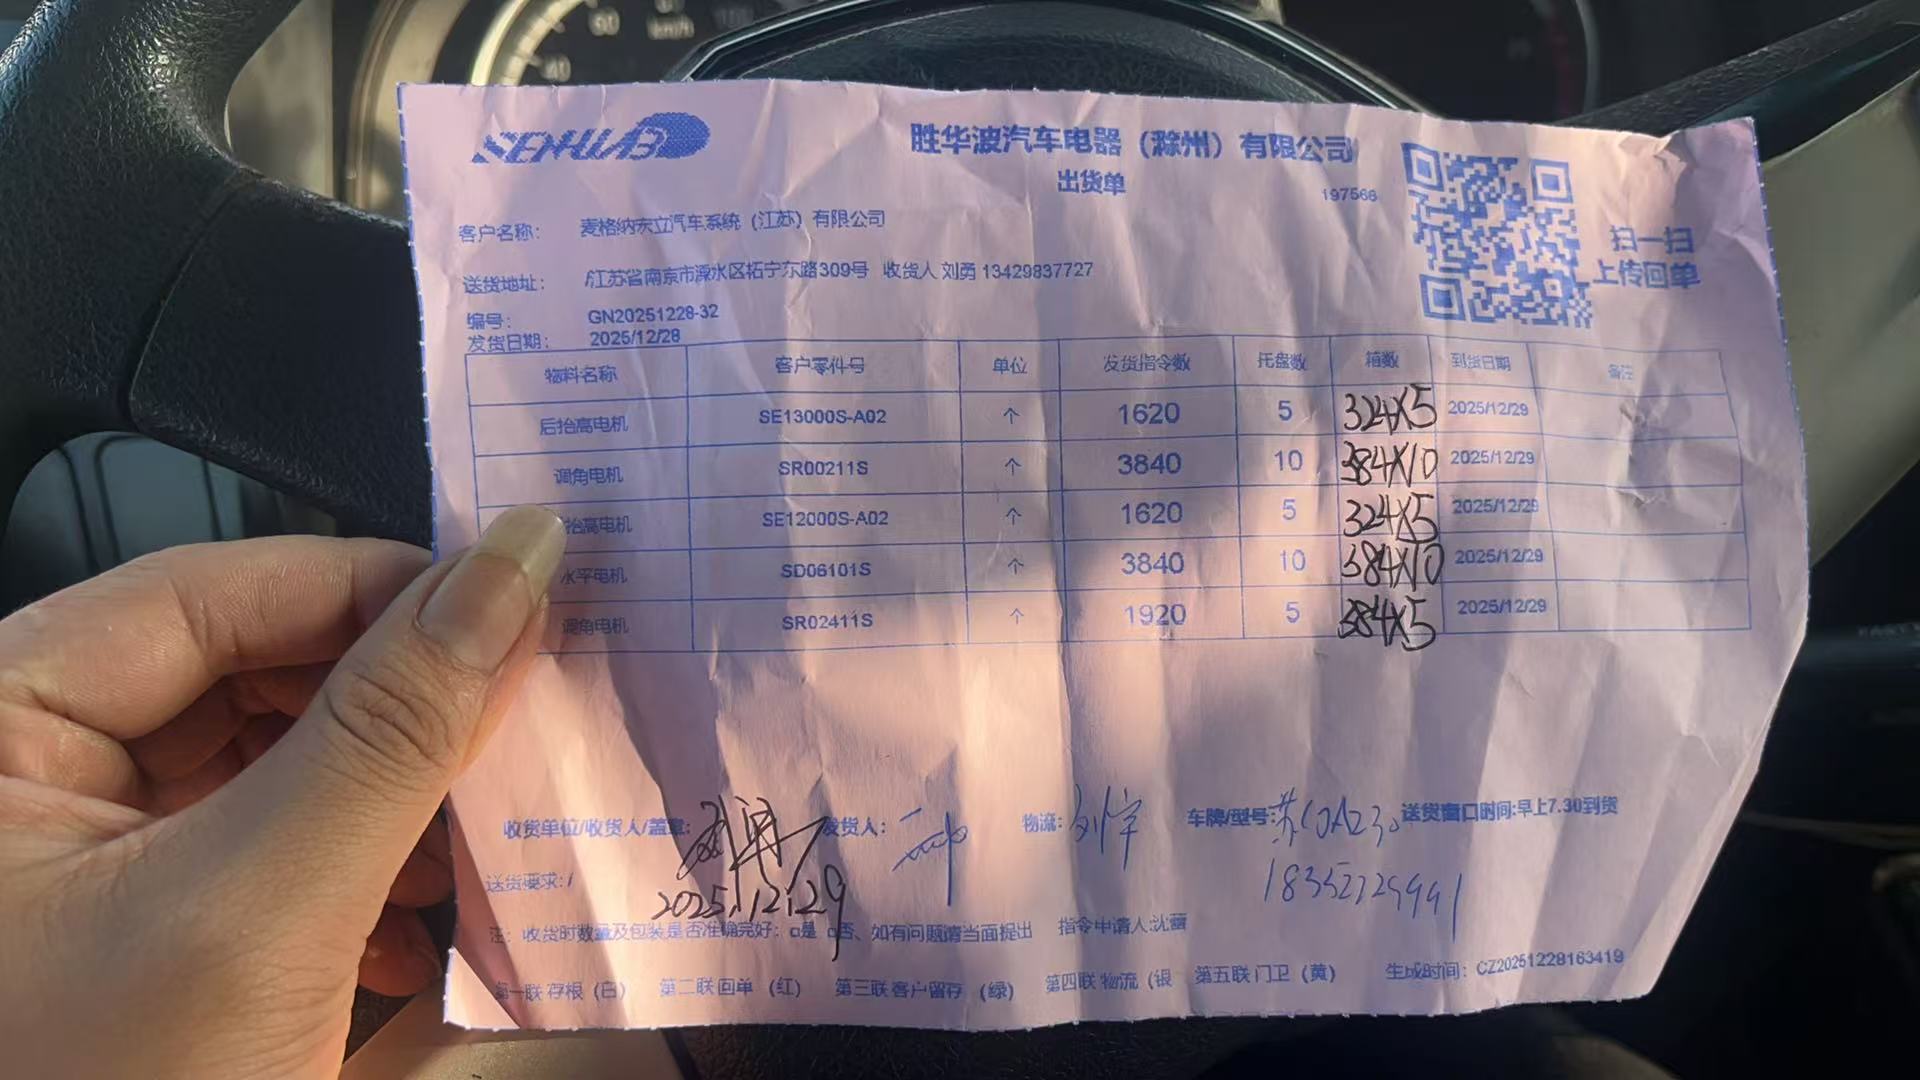 SENHWAB
胜华波汽车电器（滁州）有限公司
出货单
197568
扫一扫
上传回单
客户名称： 麦格纳宏立汽车系统（江苏）有限公司
送货地址： /江苏省南京市溧水区柘宁东路309号 收货人 刘勇 13429837727
编号： GN20251228-32
发货日期： 2025/12/28
物料名称 客户零件号 单位 发货指令数 托盘数 箱数 到货日期 备注
后抬高电机 SE13000S-A02 个 1620 5 324X5 2025/12/29
调角电机 SR00211S 个 3840 10 384X10 2025/12/29
抬高电机 SE12000S-A02 个 1620 5 324X5 2025/12/29
水平电机 SD06101S 个 3840 10 384X10 2025/12/29
调角电机 SR02411S 个 1920 5 384X5 2025/12/29
收货单位/收货人/盖章： 发货人： 物流： 车牌/型号： 送货窗口时间:早上7.30到货
送货要求：/
2025.12.29
注：收货时数量及包装是否准确完好：□是 □否、如有问题请当面提出 指令申请人:沈蕾
第一联 存根（白） 第二联 回单（红） 第三联 客户留存（绿） 第四联 物流（银 第五联 门卫（黄） 生成时间：CZ20251228163419